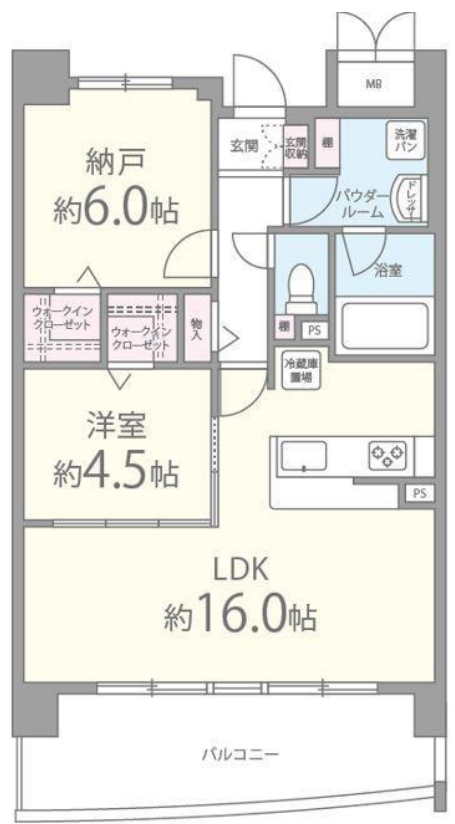 MB
玄関
玄関
収納
棚
洗濯
パン
ドレッサー
パウダー
ルーム
納戸
約6.0帖
浴室
ウォークイン
クローゼット
ウォークイン
クローゼット
物入
棚
PS
冷蔵庫
置場
洋室
約4.5帖
PS
LDK
約16.0帖
バルコニー